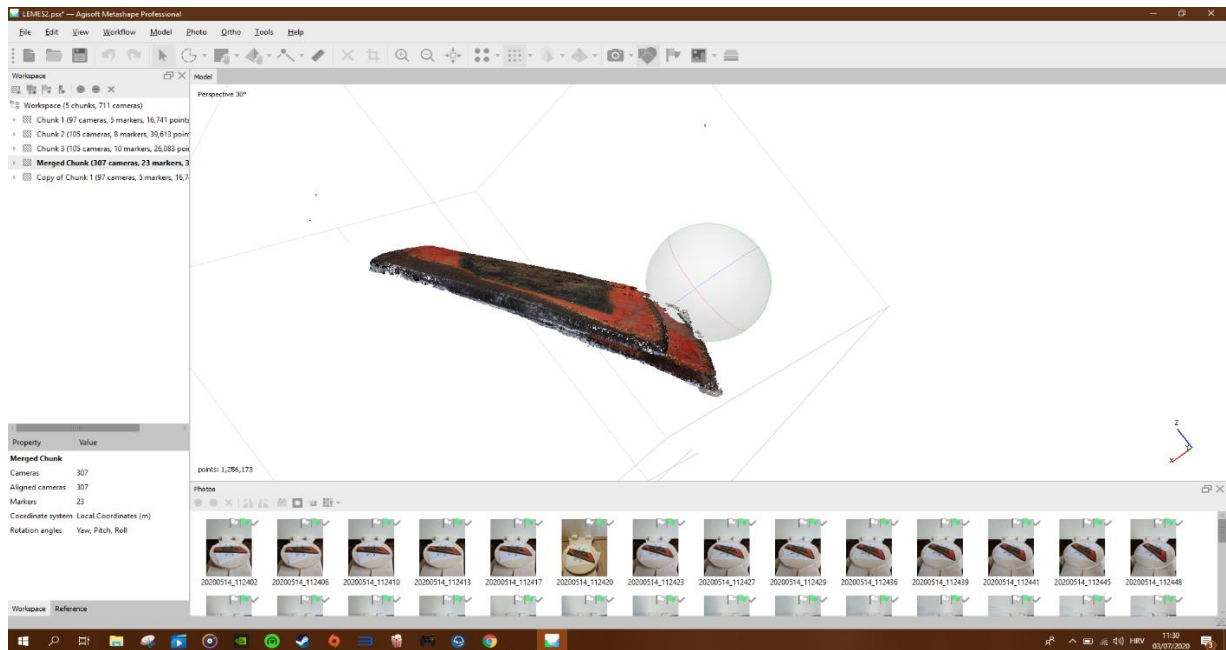 LEMES2.psx* — Agisoft Metashape Professional
File Edit View Workflow Model Photo Ortho Tools Help
Workspace
Workspace (5 chunks, 711 cameras)
Chunk 1 (97 cameras, 5 markers, 16,741 points
Chunk 2 (105 cameras, 8 markers, 39,613 poin
Chunk 3 (105 cameras, 10 markers, 26,083 poi
Merged Chunk (307 cameras, 23 markers, 3
Copy of Chunk 1 (97 cameras, 5 markers, 16,7
Model
Perspective 30°
Z
Y
X
points: 1,256,173
Property Value
Merged Chunk
Cameras 307
Aligned cameras 307
Markers 23
Coordinate system Local Coordinates (m)
Rotation angles Yaw, Pitch, Roll
Workspace Reference
Photos
20200514_112402 20200514_112406 20200514_112410 20200514_112413 20200514_112417 20200514_112420 20200514_112423 20200514_112427 20200514_112429 20200514_112436 20200514_112439 20200514_112441 20200514_112445 20200514_112448
HRV
11:30
03/07/2020